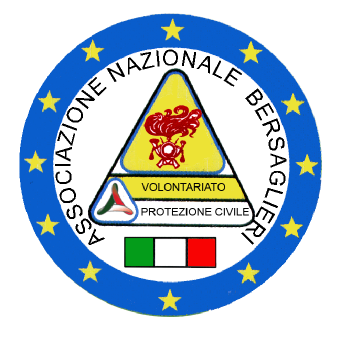 ASSOCIAZIONE NAZIONALE BERSAGLIERI
VOLONTARIATO
PROTEZIONE CIVILE